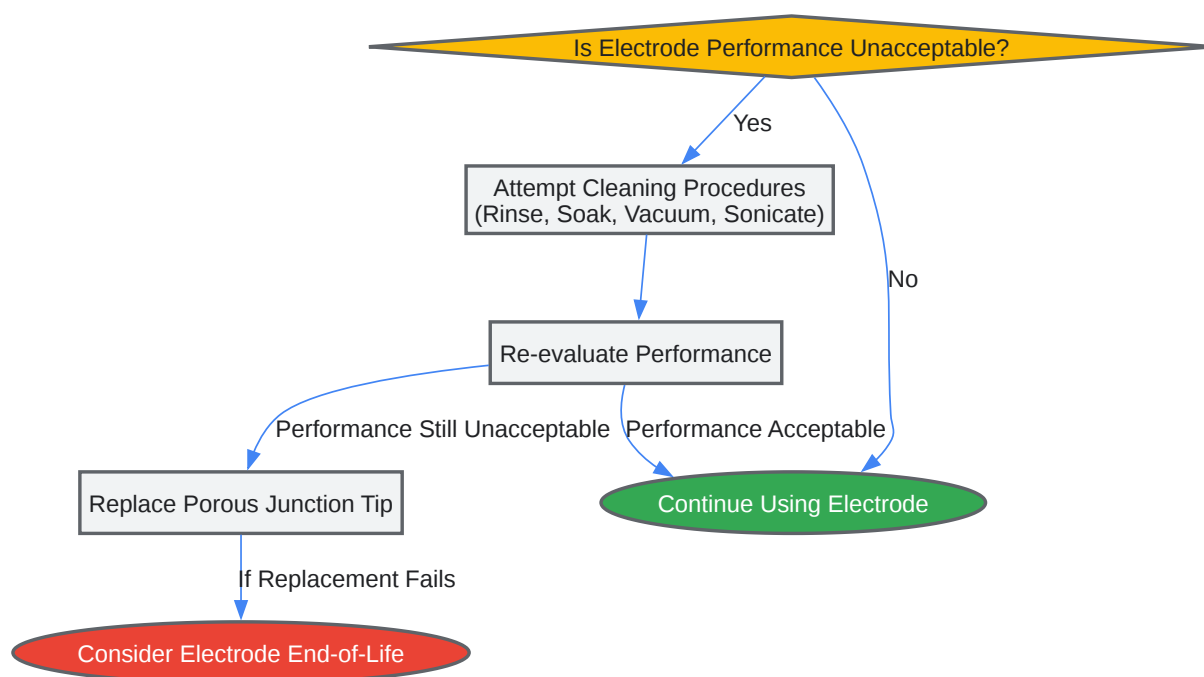 Is Electrode Performance Unacceptable?
Yes
Attempt Cleaning Procedures
(Rinse, Soak, Vacuum, Sonicate)
No
Re-evaluate Performance
Performance Still Unacceptable
Performance Acceptable
Replace Porous Junction Tip
Continue Using Electrode
If Replacement Fails
Consider Electrode End-of-Life